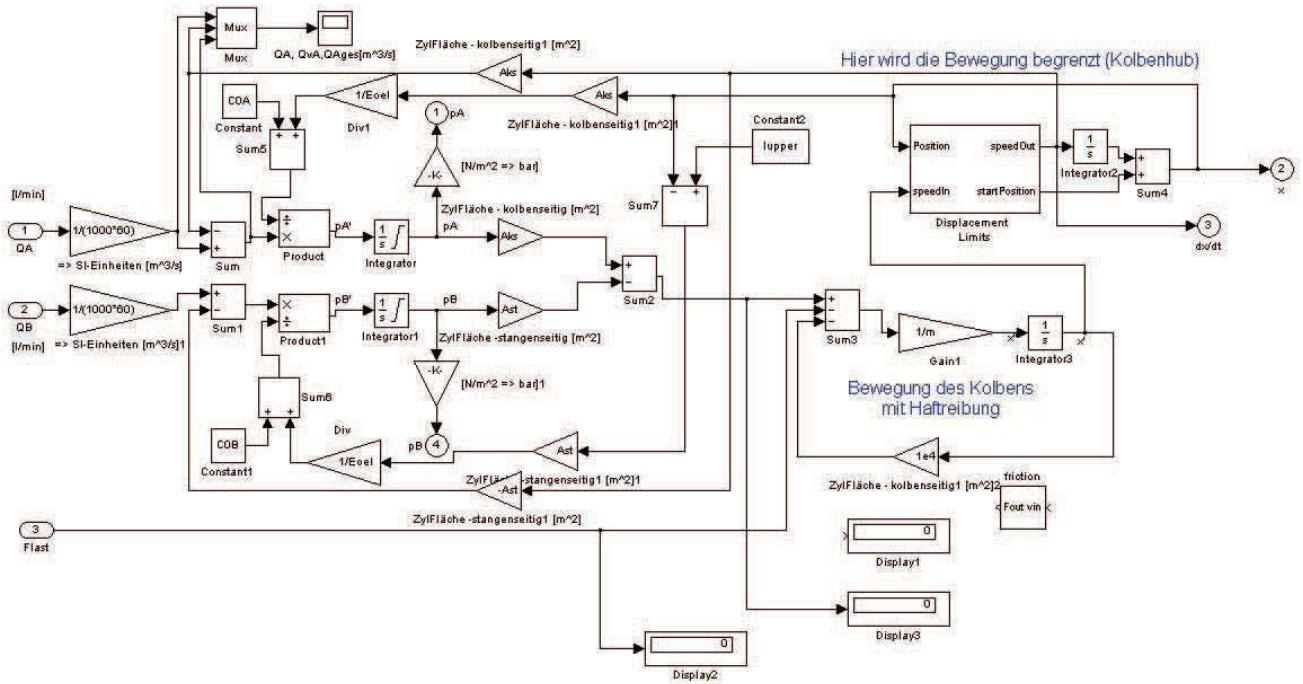 Mux
Mux
QA, QvA,QAges[m^3/s]
ZylFläche - kolbenseitig1 [m^2]
Aks
Hier wird die Bewegung begrenzt (Kolbenhub)
COA
Constant
+ +
Sum5
1/Eoel
Div1
1
pA
Aks
ZylFläche - kolbenseitig1 [m^2]1
Constant2
lupper
-K-
[N/m^2 => bar]
− +
Sum7
Position
speedOut
speedIn
startPosition
Displacement
Limits
1
s
Integrator2
+
+
Sum4
2
x
3
dx/dt
[l/min]
1
QA
1/(1000*60)
=> SI-Einheiten [m^3/s]
−
+
Sum
÷
×
Product
pA'
1
s
Integrator
pA
ZylFläche - kolbenseitig [m^2]
Aks
+
−
Sum2
2
QB
[l/min]
1/(1000*60)
=> SI-Einheiten [m^3/s]1
+
−
Sum1
×
÷
Product1
pB'
1
s
Integrator1
pB
Ast
ZylFläche -stangenseitig [m^2]
+
−
−
Sum3
1/m
Gain1
x
1
s
Integrator3
x
-K-
[N/m^2 => bar]1
pB
4
Sum6
+ +
COB
Constant1
Div
1/Eoel
Ast
ZylFläche -stangenseitig1 [m^2]1
-Ast
ZylFläche -stangenseitig1 [m^2]
Bewegung des Kolbens
mit Haftreibung
1e4
ZylFläche - kolbenseitig1 [m^2]2
friction
Fout vin
3
Flast
0
Display1
0
Display3
0
Display2